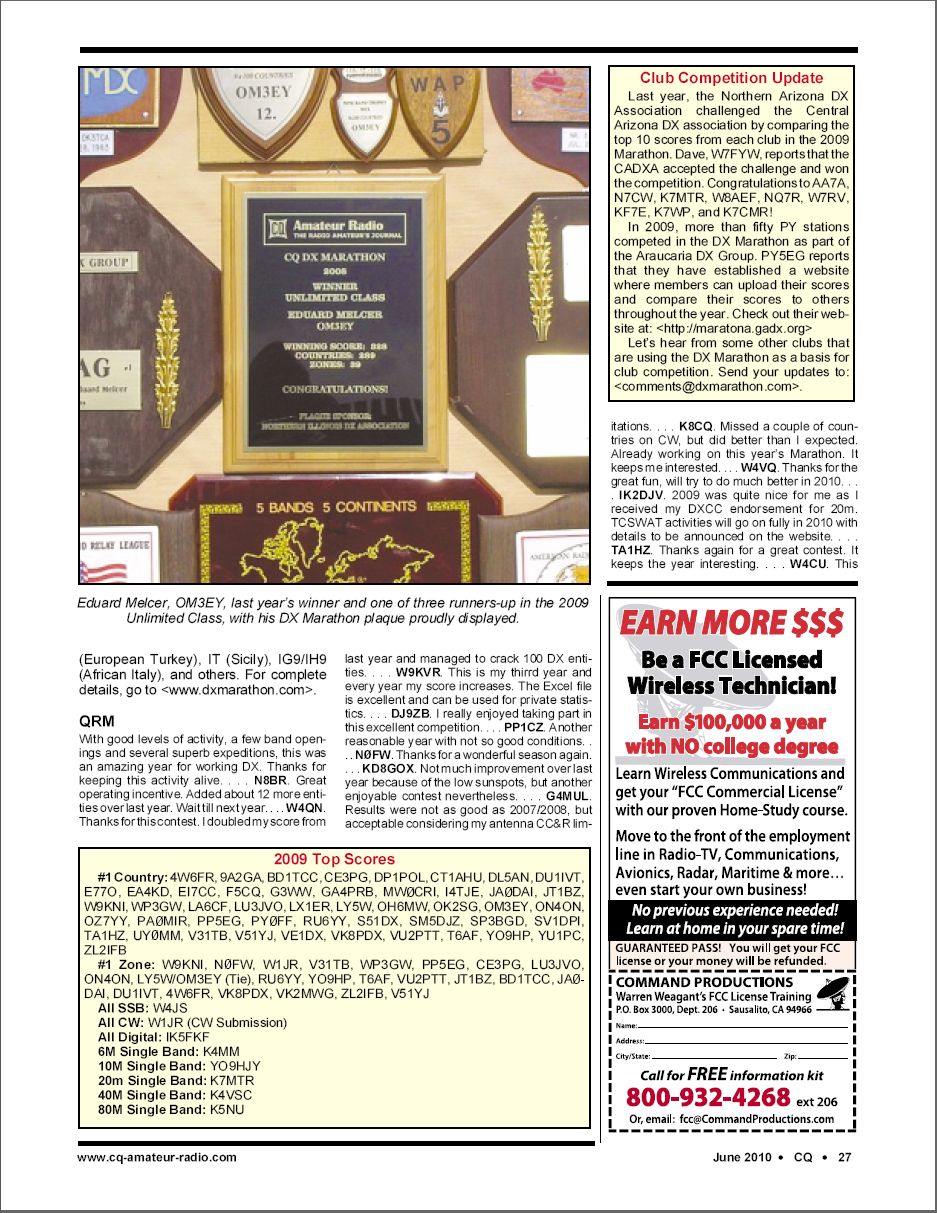 MX
OK3TCA
18, 1983
No. 200 COUNTRIES
OM3EY
12.
OM3EY
WAP
5
X GROUP
AG #1
Eduard Melcer
CQ Amateur Radio
THE RADIO AMATEUR'S JOURNAL
CQ DX MARATHON
2008
WINNER
UNLIMITED CLASS
EDUARD MELCER
OM3EY
WINNING SCORE: 328
COUNTRIES: 289
ZONES: 39
CONGRATULATIONS!
PLAQUE SPONSOR:
NORTHERN ILLINOIS DX ASSOCIATION
5 BANDS 5 CONTINENTS
D RELAY LEAGUE
AMERICAN RA
Eduard Melcer, OM3EY, last year's winner and one of three runners-up in the 2009
Unlimited Class, with his DX Marathon plaque proudly displayed.
(European Turkey), IT (Sicily), IG9/IH9
(African Italy), and others. For complete
details, go to <www.dxmarathon.com>.
QRM
With good levels of activity, a few band open-
ings and several superb expeditions, this was
an amazing year for working DX. Thanks for
keeping this activity alive. . . . N8BR. Great
operating incentive. Added about 12 more enti-
ties over last year. Wait till next year. . . . W4QN.
Thanks for this contest. I doubled my score from
last year and managed to crack 100 DX enti-
ties. . . . W9KVR. This is my thirrd year and
every year my score increases. The Excel file
is excellent and can be used for private statis-
tics. . . . DJ9ZB. I really enjoyed taking part in
this excellent competition. . . . PP1CZ. Another
reasonable year with not so good conditions. .
. . NØFW. Thanks for a wonderful season again.
. . . KD8GOX. Not much improvement over last
year because of the low sunspots, but another
enjoyable contest nevertheless. . . . G4MUL.
Results were not as good as 2007/2008, but
acceptable considering my antenna CC&R lim-
2009 Top Scores
#1 Country: 4W6FR, 9A2GA, BD1TCC, CE3PG, DP1POL, CT1AHU, DL5AN, DU1IVT,
E77O, EA4KD, EI7CC, F5CQ, G3WW, GA4PRB, MWØCRI, I4TJE, JAØDAI, JT1BZ,
W9KNI, WP3GW, LA6CF, LU3JVO, LX1ER, LY5W, OH6MW, OK2SG, OM3EY, ON4ON,
OZ7YY, PAØMIR, PP5EG, PYØFF, RU6YY, S51DX, SM5DJZ, SP3BGD, SV1DPI,
TA1HZ, UYØMM, V31TB, V51YJ, VE1DX, VK8PDX, VU2PTT, T6AF, YO9HP, YU1PC,
ZL2IFB
#1 Zone: W9KNI, NØFW, W1JR, V31TB, WP3GW, PP5EG, CE3PG, LU3JVO,
ON4ON, LY5W/OM3EY (Tie), RU6YY, YO9HP, T6AF, VU2PTT, JT1BZ, BD1TCC, JAØ-
DAI, DU1IVT, 4W6FR, VK8PDX, VK2MWG, ZL2IFB, V51YJ
All SSB: W4JS
All CW: W1JR (CW Submission)
All Digital: IK5FKF
6M Single Band: K4MM
10M Single Band: YO9HJY
20m Single Band: K7MTR
40M Single Band: K4VSC
80M Single Band: K5NU
Club Competition Update
Last year, the Northern Arizona DX
Association challenged the Central
Arizona DX association by comparing the
top 10 scores from each club in the 2009
Marathon. Dave, W7FYW, reports that the
CADXA accepted the challenge and won
the competition. Congratulations to AA7A,
N7CW, K7MTR, W8AEF, NQ7R, W7RV,
KF7E, K7WP, and K7CMR!
In 2009, more than fifty PY stations
competed in the DX Marathon as part of
the Araucaria DX Group. PY5EG reports
that they have established a website
where members can upload their scores
and compare their scores to others
throughout the year. Check out their web-
site at: <http://maratona.gadx.org>
Let's hear from some other clubs that
are using the DX Marathon as a basis for
club competition. Send your updates to:
<comments@dxmarathon.com>.
itations. . . . K8CQ. Missed a couple of coun-
tries on CW, but did better than I expected.
Already working on this year's Marathon. It
keeps me interested. . . . W4VQ. Thanks for the
great fun, will try to do much better in 2010. . .
. IK2DJV. 2009 was quite nice for me as I
received my DXCC endorsement for 20m.
TCSWAT activities will go on fully in 2010 with
details to be announced on the website. . . .
TA1HZ. Thanks again for a great contest. It
keeps the year interesting. . . . W4CU. This
EARN MORE $$$
Be a FCC Licensed
Wireless Technician!
Earn $100,000 a year
with NO college degree
Learn Wireless Communications and
get your "FCC Commercial License"
with our proven Home-Study course.
Move to the front of the employment
line in Radio-TV, Communications,
Avionics, Radar, Maritime & more...
even start your own business!
No previous experience needed!
Learn at home in your spare time!
GUARANTEED PASS! You will get your FCC
license or your money will be refunded.
COMMAND PRODUCTIONS
Warren Weagant's FCC License Training
P.O. Box 3000, Dept. 206 • Sausalito, CA 94966
Name:
Address:
City/State: Zip:
Call for FREE information kit
800-932-4268 ext 206
Or, email: fcc@CommandProductions.com
www.cq-amateur-radio.com
June 2010 • CQ • 27